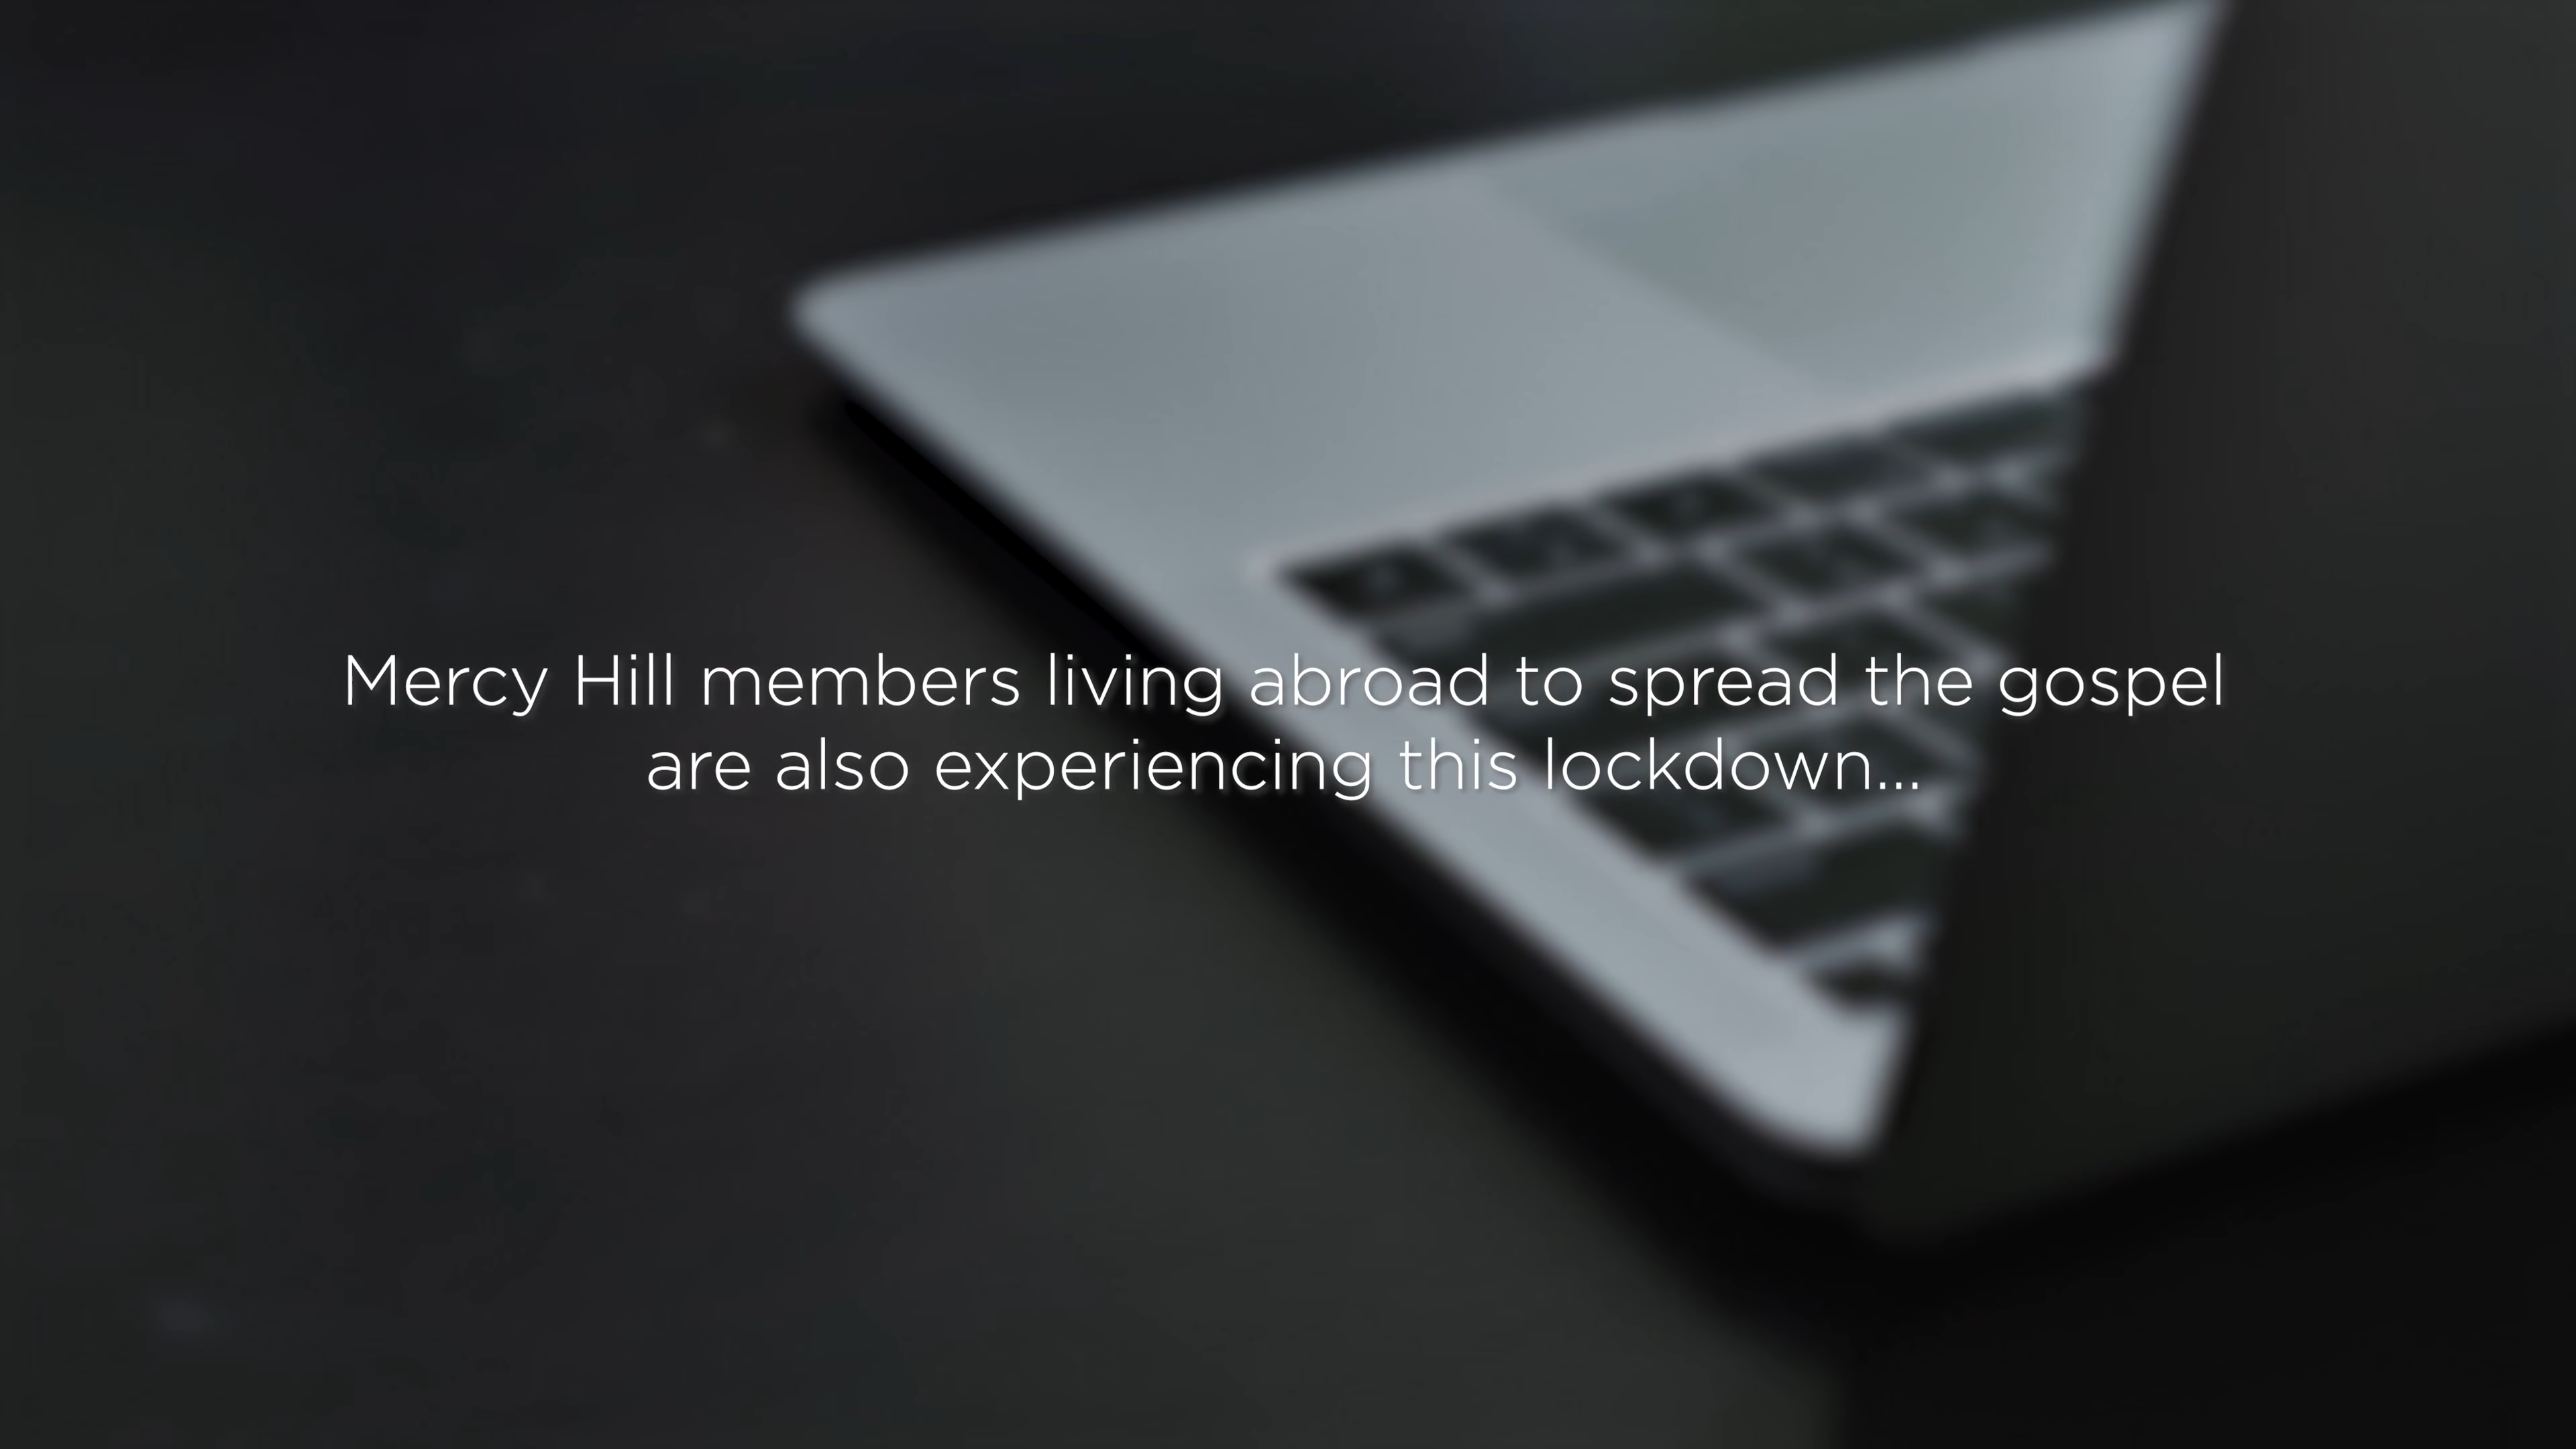 Mercy Hill members living abroad to spread the gospel
are also experiencing this lockdown...